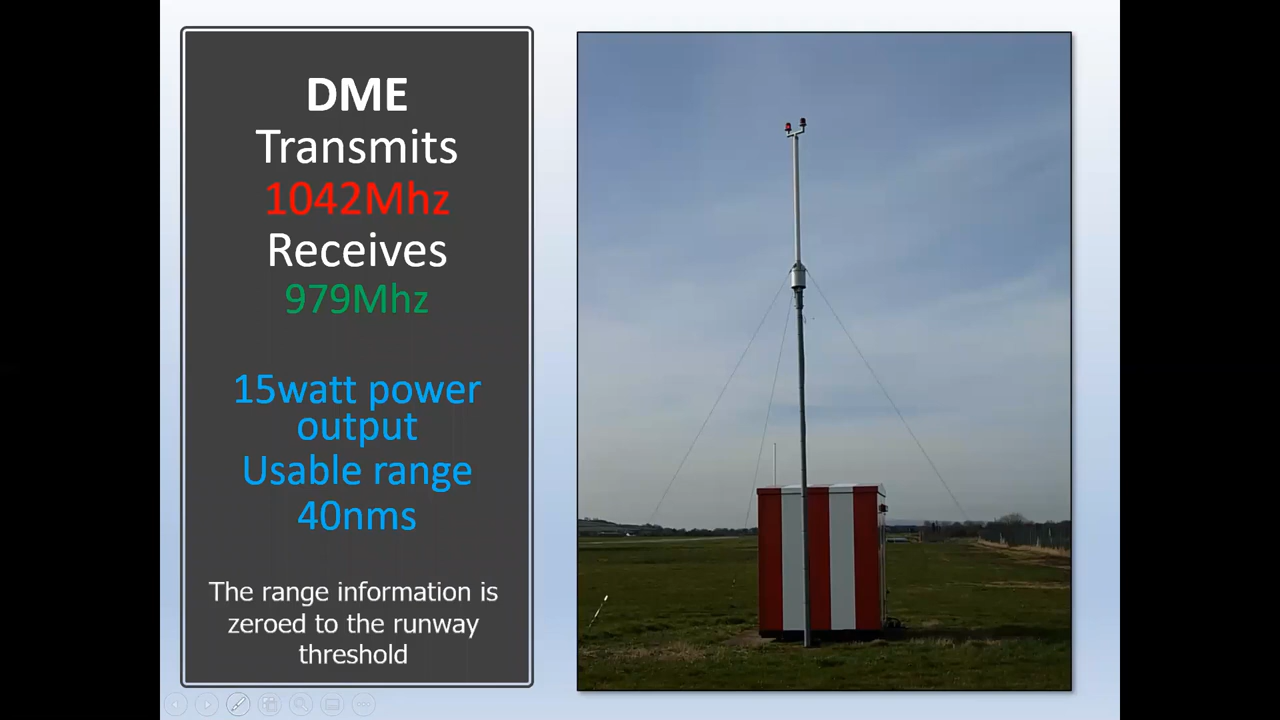 DME
Transmits
1042Mhz
Receives
979Mhz
15watt power
output
Usable range
40nms
The range information is
zeroed to the runway
threshold